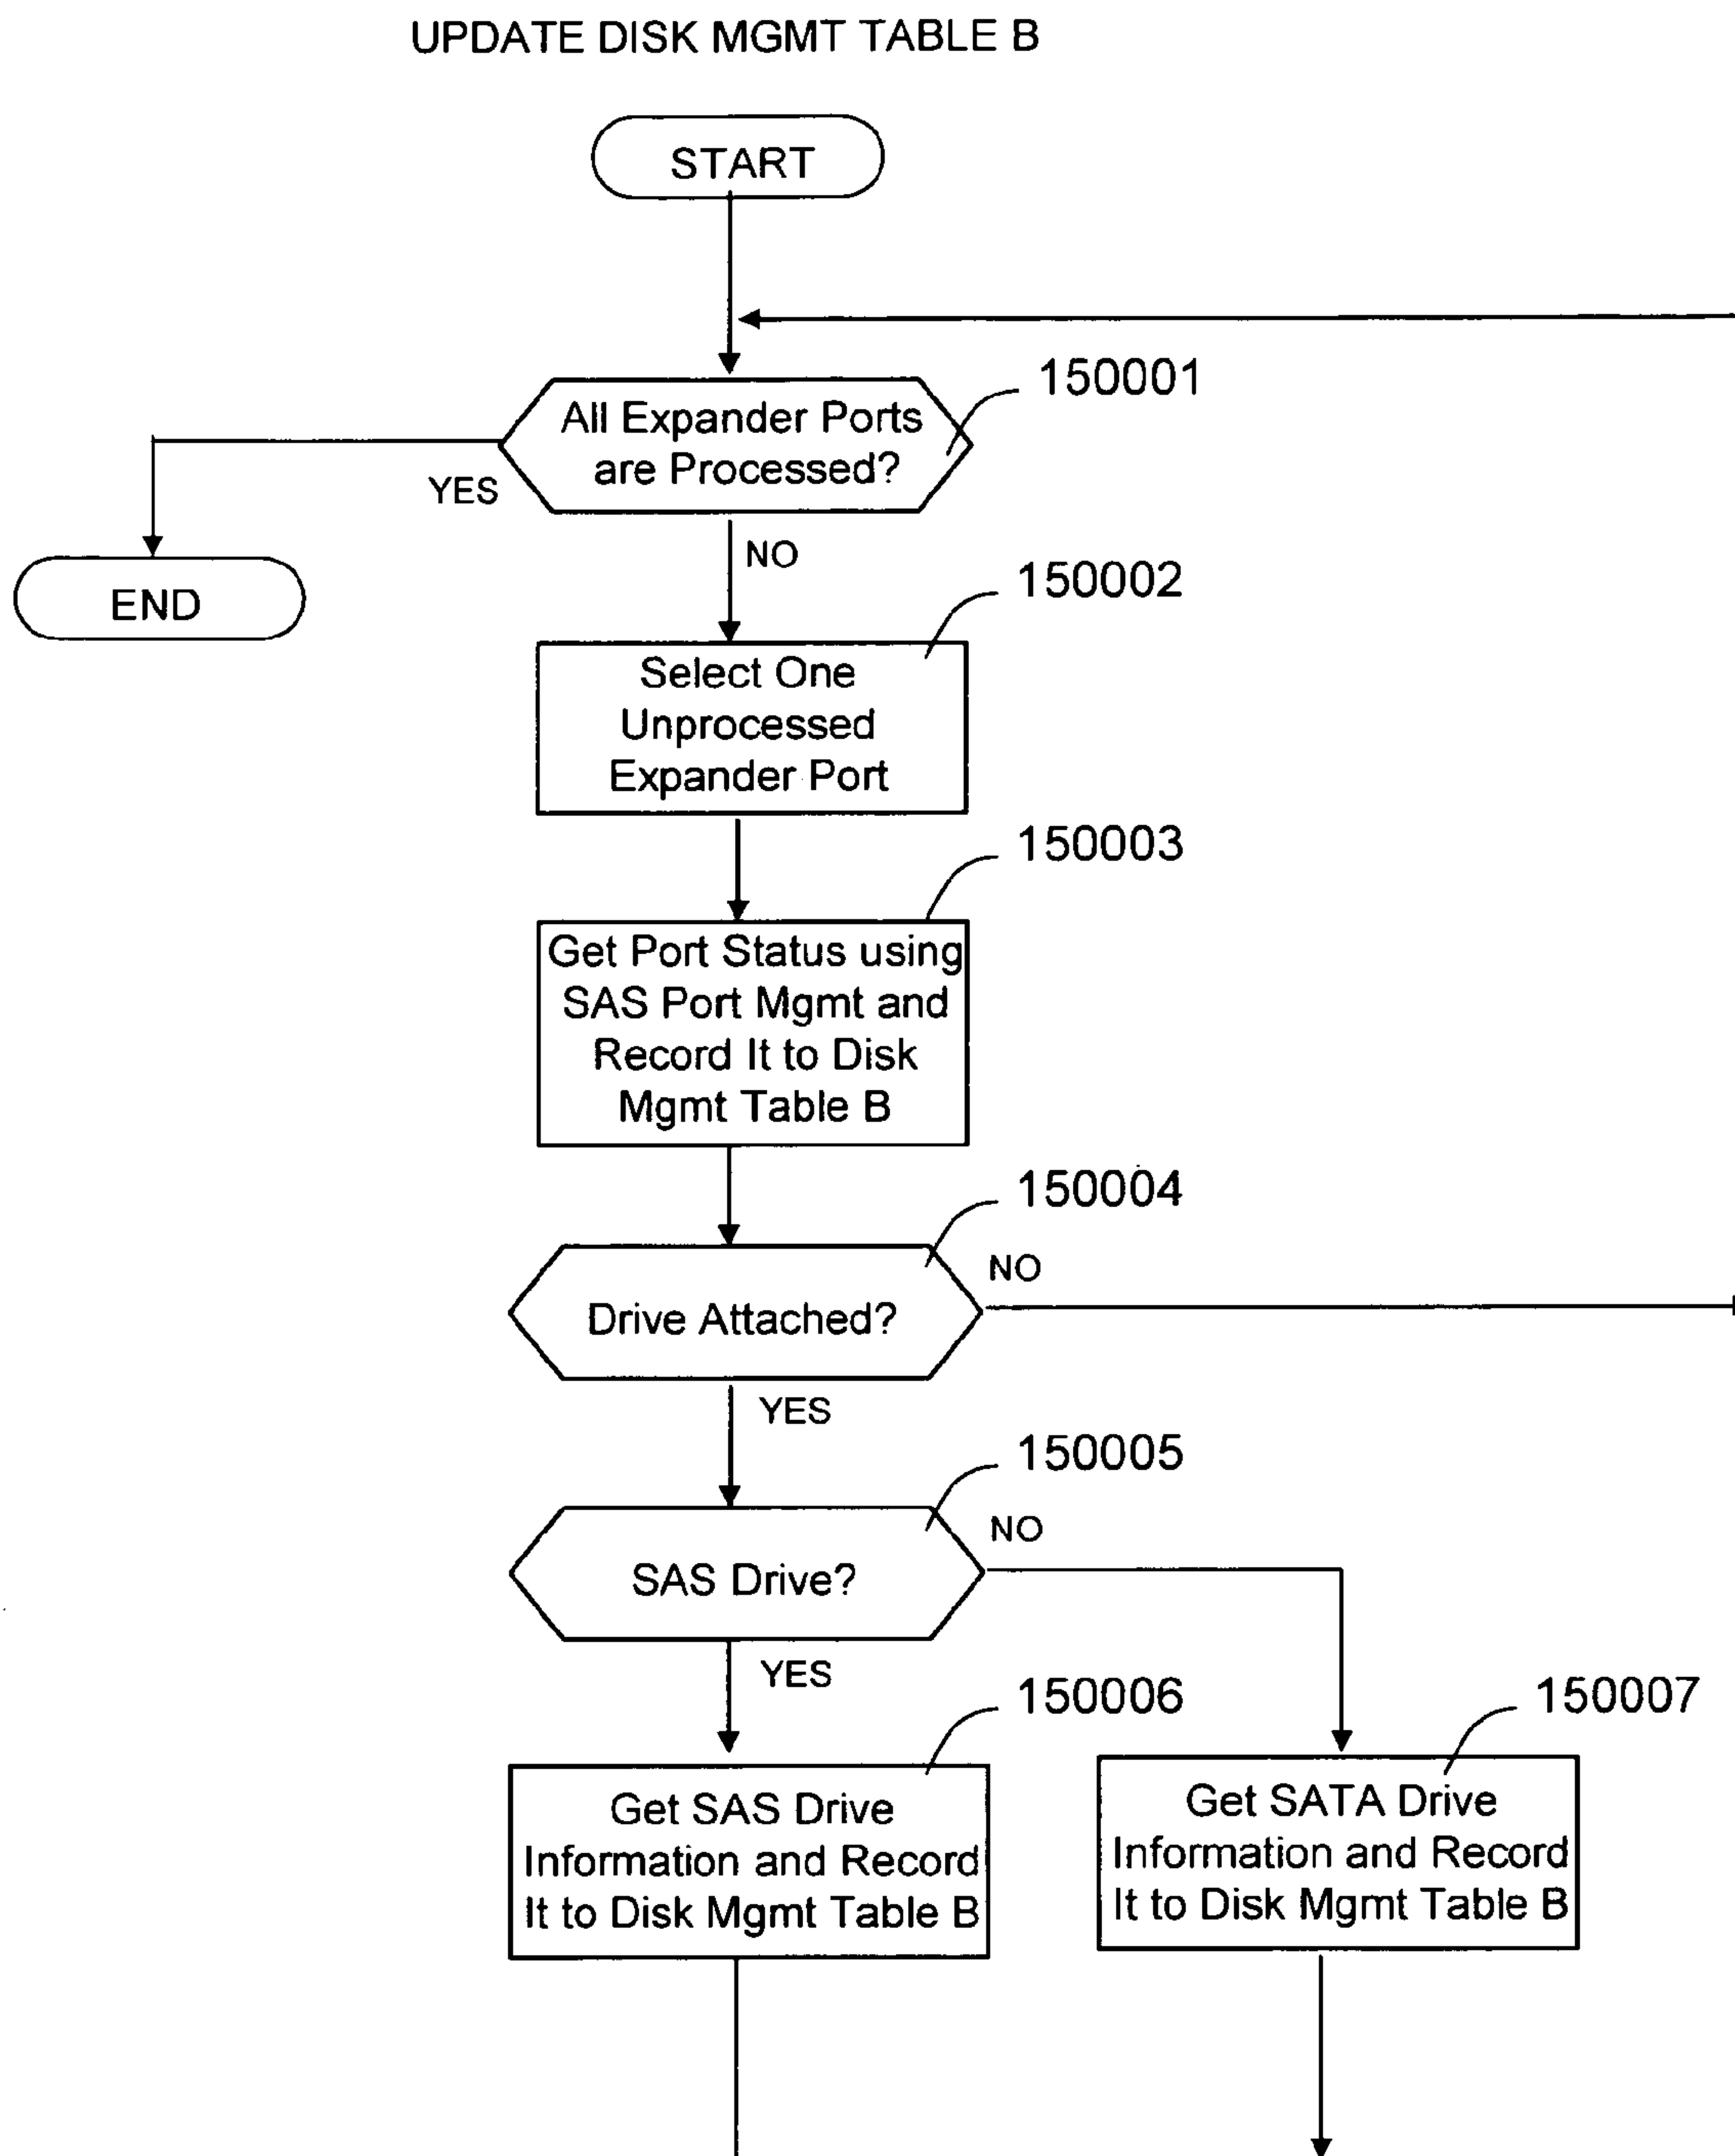 UPDATE DISK MGMT TABLE B
START
150001
All Expander Ports
are Processed?
YES
NO
END
150002
Select One
Unprocessed
Expander Port
150003
Get Port Status using
SAS Port Mgmt and
Record It to Disk
Mgmt Table B
150004
NO
Drive Attached?
YES
150005
NO
SAS Drive?
YES
150006
150007
Get SAS Drive
Information and Record
It to Disk Mgmt Table B
Get SATA Drive
Information and Record
It to Disk Mgmt Table B